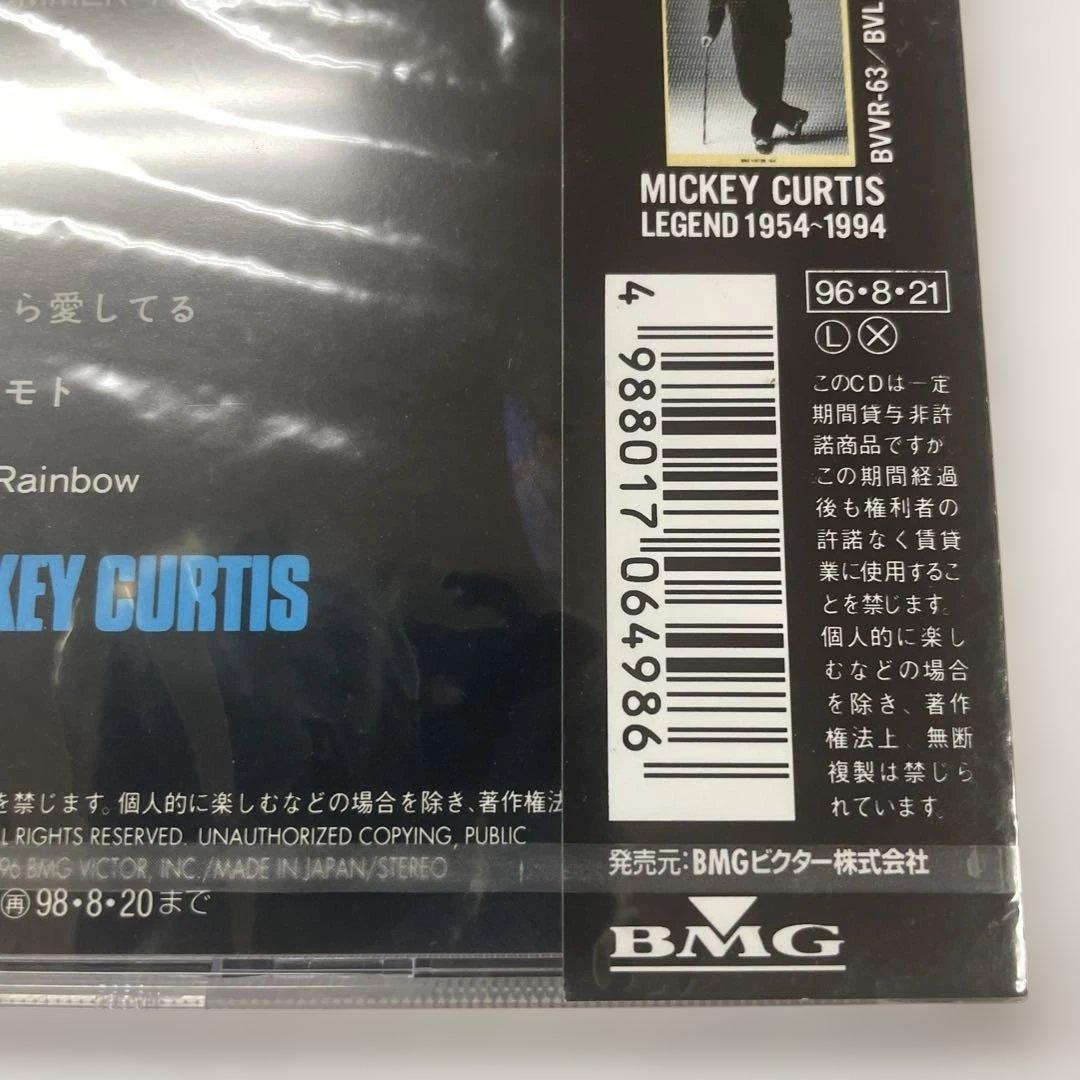 SUMMER
ら愛してる
モト
Rainbow
KEY CURTIS
を禁じます。個人的に楽しむなどの場合を除き、著作権法
L RIGHTS RESERVED. UNAUTHORIZED COPYING, PUBLIC
96 BMG VICTOR, INC./MADE IN JAPAN/STEREO
再 98・8・20まで
BVVR-63/BVL
MICKEY CURTIS
LEGEND 1954~1994
4 988017 064986
96・8・21
L X
このCDは一定
期間貸与非許
諾商品ですが、
この期間経過
後も権利者の
許諾なく賃貸
業に使用するこ
とを禁じます。
個人的に楽し
むなどの場合
を除き、著作
権法上、無断
複製は禁じら
れています。
発売元:BMGビクター株式会社
BMG